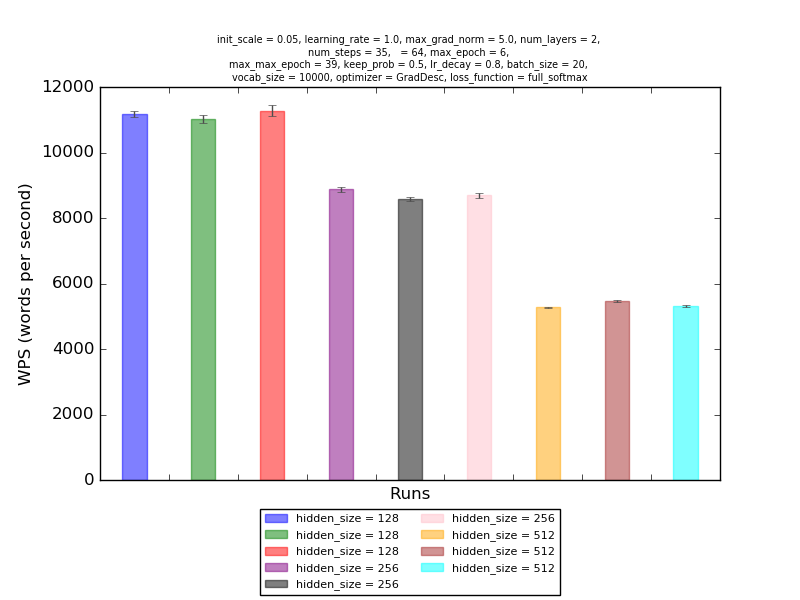 init_scale = 0.05, learning_rate = 1.0, max_grad_norm = 5.0, num_layers = 2,
num_steps = 35,   = 64, max_epoch = 6,
max_max_epoch = 39, keep_prob = 0.5, lr_decay = 0.8, batch_size = 20,
vocab_size = 10000, optimizer = GradDesc, loss_function = full_softmax
12000
10000
8000
6000
4000
2000
0
WPS (words per second)
Runs
hidden_size = 128
hidden_size = 128
hidden_size = 128
hidden_size = 256
hidden_size = 256
hidden_size = 256
hidden_size = 512
hidden_size = 512
hidden_size = 512